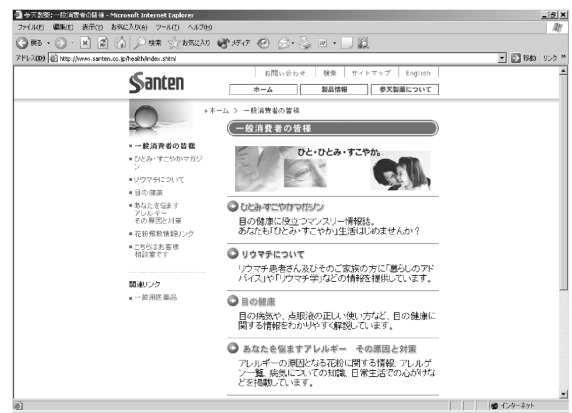 参天製薬:一般消費者の皆様 - Microsoft Internet Explorer
ファイル(F) 編集(E) 表示(V) お気に入り(A) ツール(T) ヘルプ(H)
戻る 検索 お気に入り メディア
アドレス(D) http://www.santen.co.jp/health/index.shtml 移動 リンク »
Santen
お問い合わせ 検索 サイトマップ English
ホーム 製品情報 参天製薬について
ホーム > 一般消費者の皆様
一般消費者の皆様
ひと・ひとみ・すこやか。
一般消費者の皆様
ひとみ・すこやかマガジン
リウマチについて
目の健康
あなたを悩ます
アレルギー
その原因と対策
花粉飛散情報リンク
こちらはお客様
相談室です
関連リンク
一般用医薬品
ひとみすこやかマガジン
目の健康に役立つマンスリー情報誌。
あなたも「ひとみ・すこやか」生活はじめませんか？
リウマチについて
リウマチ患者さん及びそのご家族の方に「暮らしのアド
バイス」や「リウマチ学」などの情報を提供しています。
目の健康
目の病気や、点眼液の正しい使い方など、目の健康に
関する情報をわかりやすく解説しています。
あなたを悩ますアレルギー その原因と対策
アレルギーの原因となる花粉に関する情報、アレルゲ
ン一覧、病気についての知識、日常生活での心がけな
どを掲載しています。
インターネット